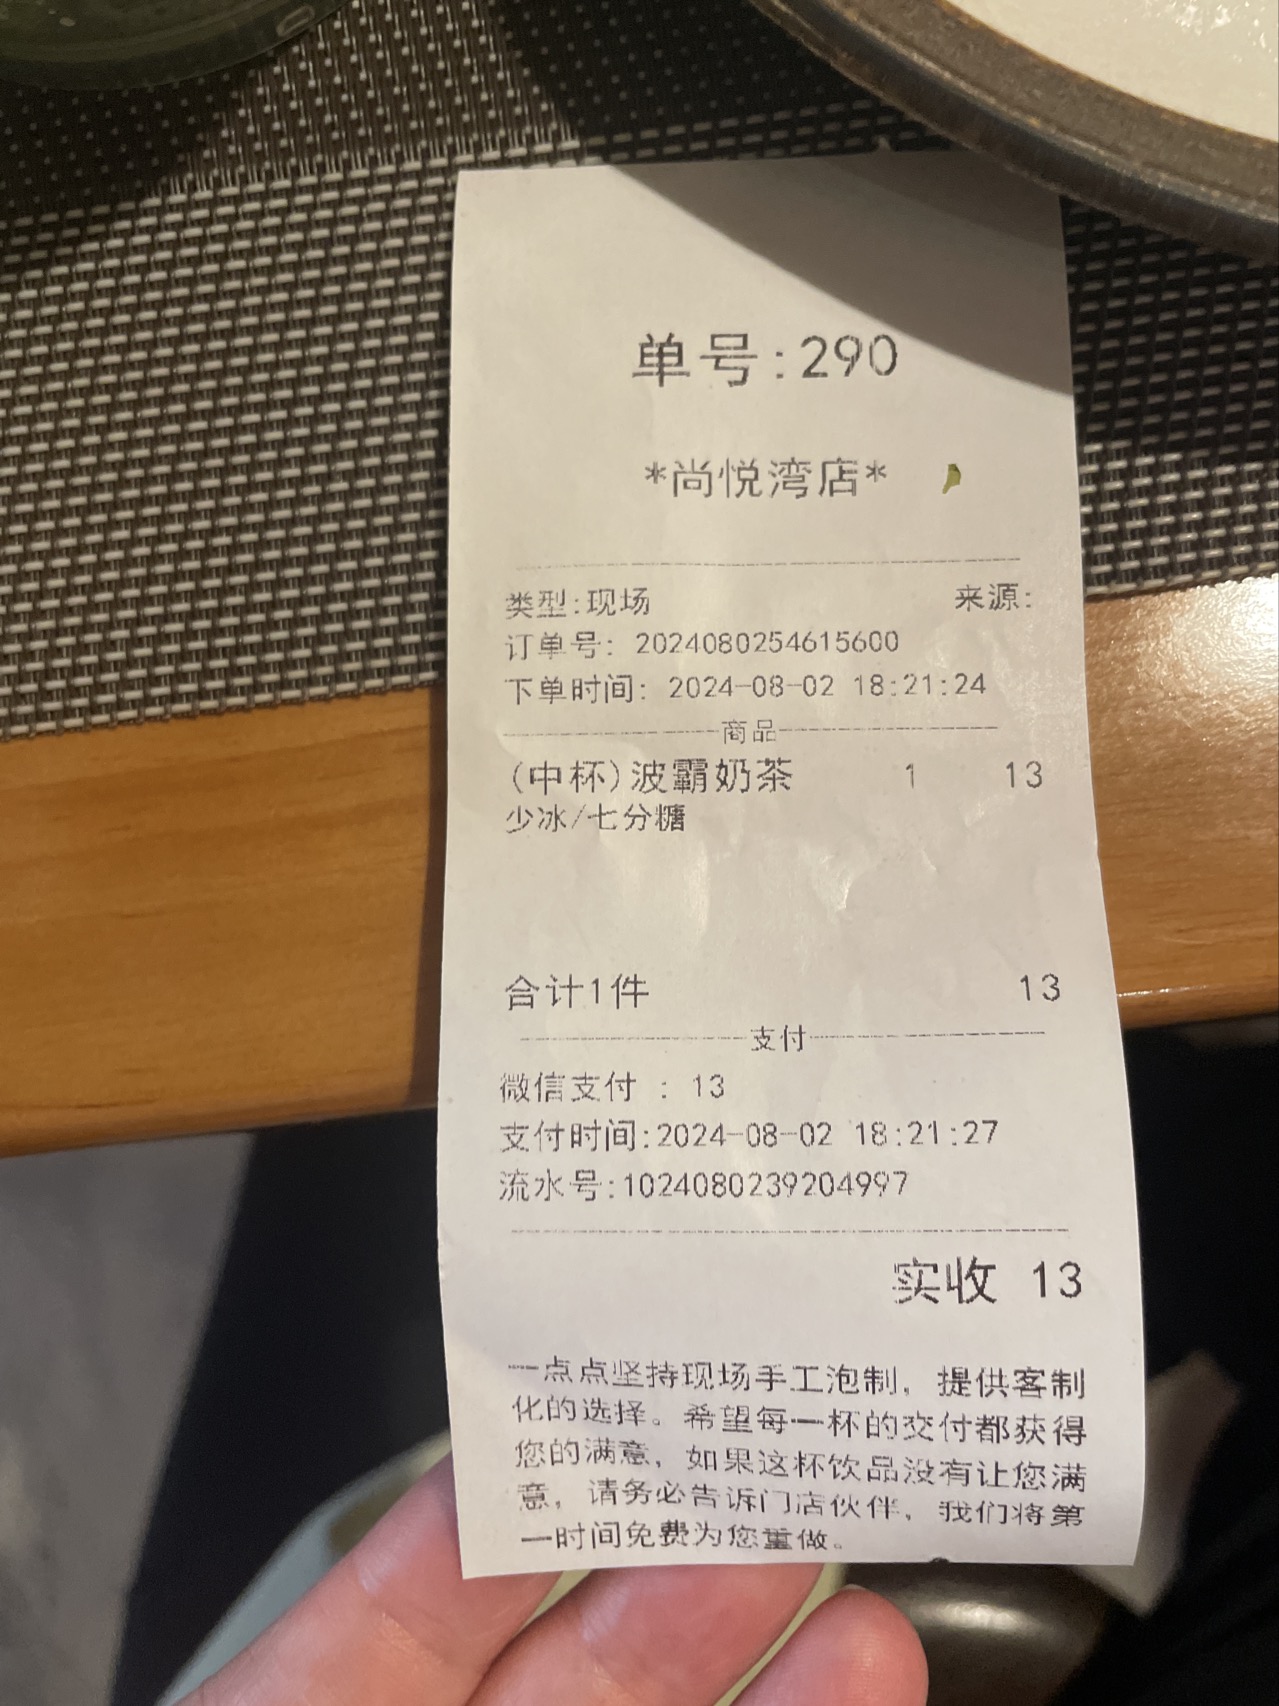 单号:290
*尚悦湾店*
类型:现场 来源:
订单号: 2024080254615600
下单时间: 2024-08-02 18:21:24
商品
(中杯)波霸奶茶 1 13
少冰/七分糖
合计1件 13
支付
微信支付 : 13
支付时间:2024-08-02 18:21:27
流水号:1024080239204997
实收 13
一点点坚持现场手工泡制，提供客制
化的选择。希望每一杯的交付都获得
您的满意，如果这杯饮品没有让您满
意，请务必告诉门店伙伴，我们将第
一时间免费为您重做。